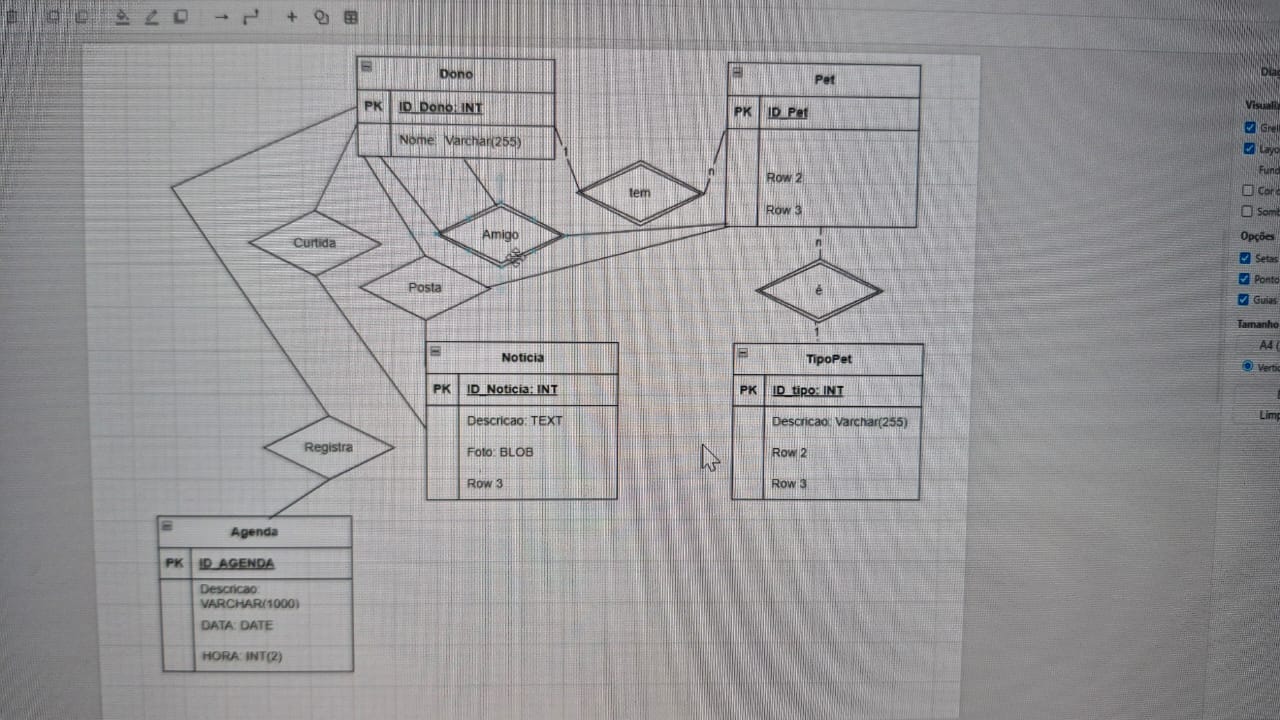 Dono
PK ID_Dono: INT
Nome: Varchar(255)
Pet
PK ID_Pet
Row 2
Row 3
1
n
tem
Curtida
Amigo
Posta
n
é
1
Noticia
PK ID_Noticia: INT
Descricao: TEXT
Foto: BLOB
Row 3
TipoPet
PK ID_tipo: INT
Descricao: Varchar(255)
Row 2
Row 3
Registra
Agenda
PK ID_AGENDA
Descricao:
VARCHAR(1000)
DATA: DATE
HORA: INT(2)
Diag
Visuali
Grel
Layo
Fund
Cor d
Som
Opções
Setas
Ponto
Guias
Tamanho
A4 (
Vertic
Limp